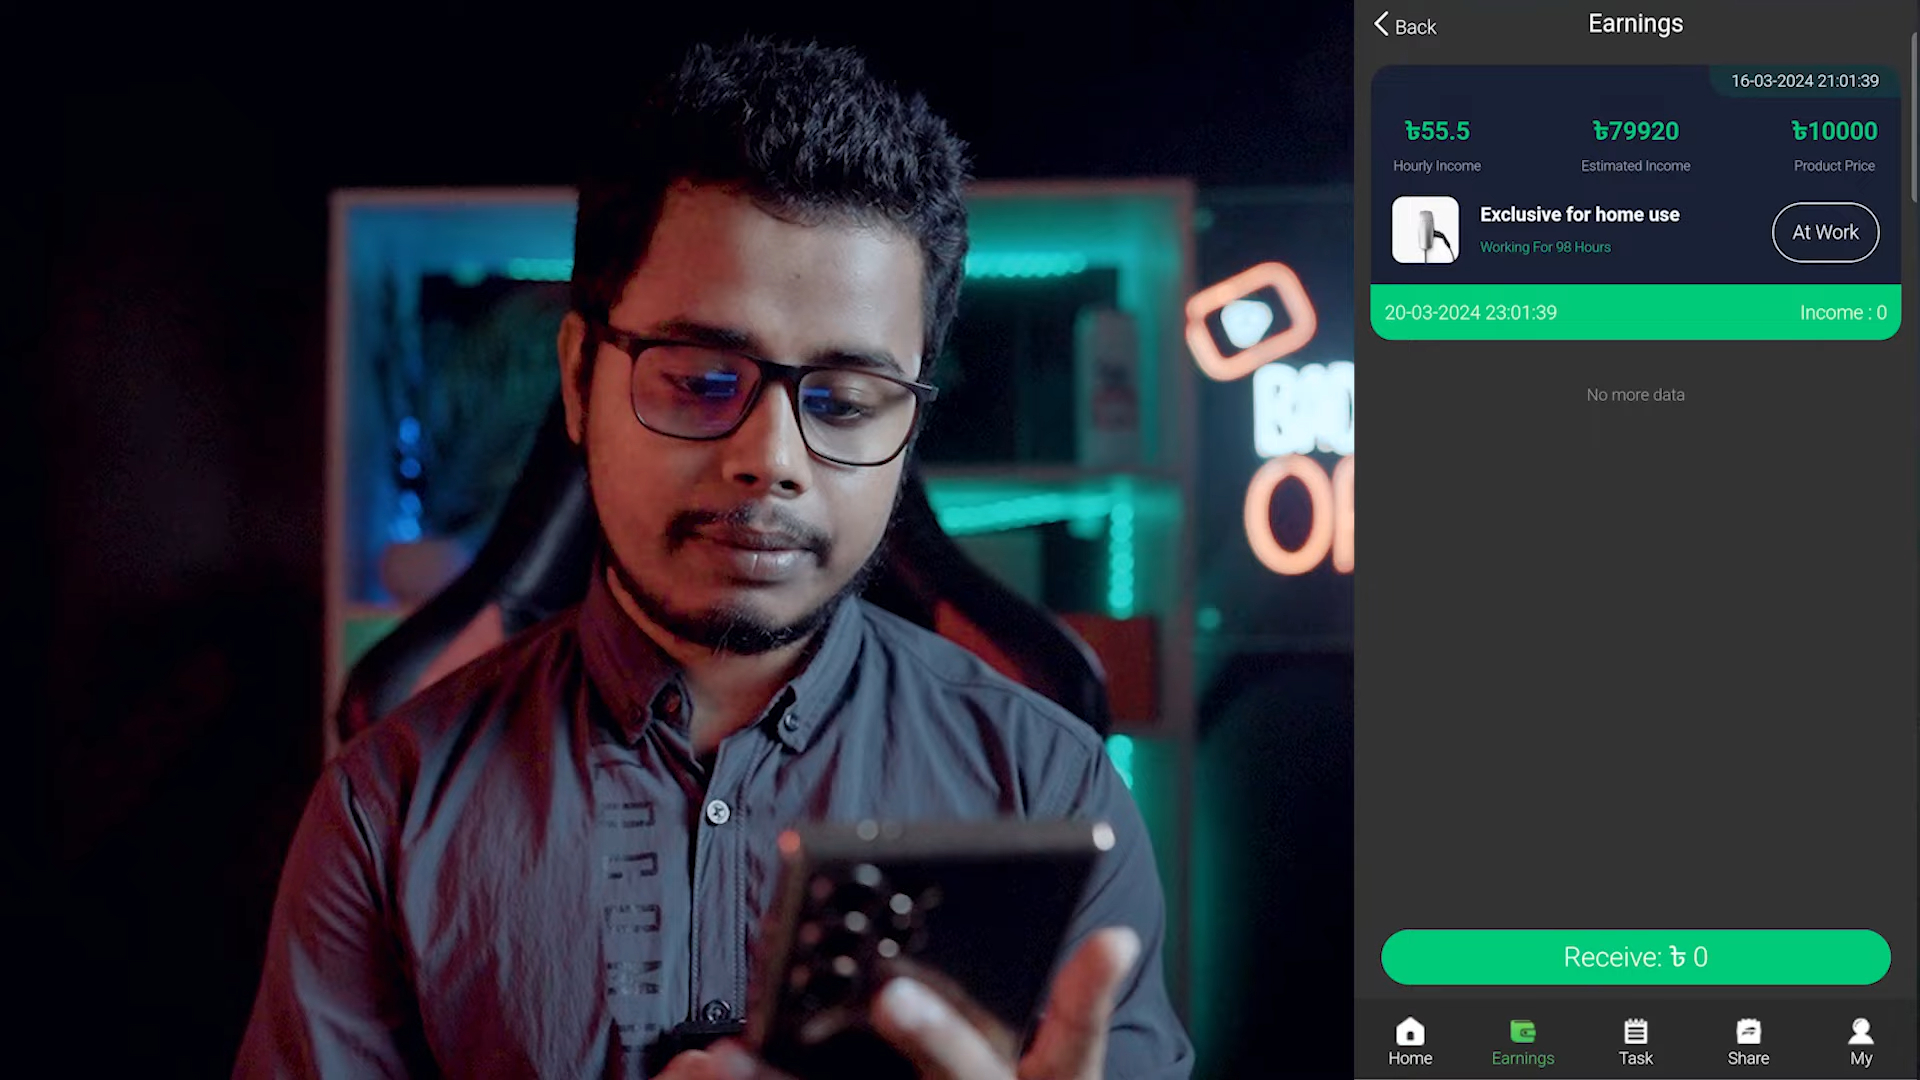 Back
Earnings
16-03-2024 21:01:39
৳55.5
৳79920
৳10000
Hourly Income
Estimated Income
Product Price
Exclusive for home use
Working For 98 Hours
At Work
20-03-2024 23:01:39
Income : 0
No more data
Receive: ৳ 0
Home
Earnings
Task
Share
My